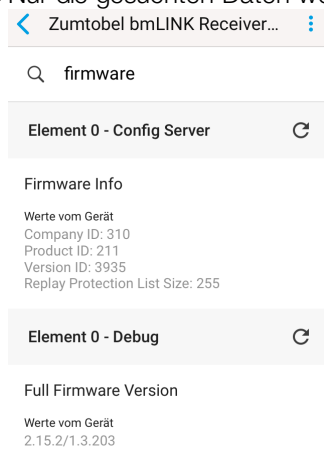 Nur die gesuchten Daten we
Zumtobel bmLINK Receiver...
firmware
Element 0 - Config Server
Firmware Info
Werte vom Gerät
Company ID: 310
Product ID: 211
Version ID: 3935
Replay Protection List Size: 255
Element 0 - Debug
Full Firmware Version
Werte vom Gerät
2.15.2/1.3.203